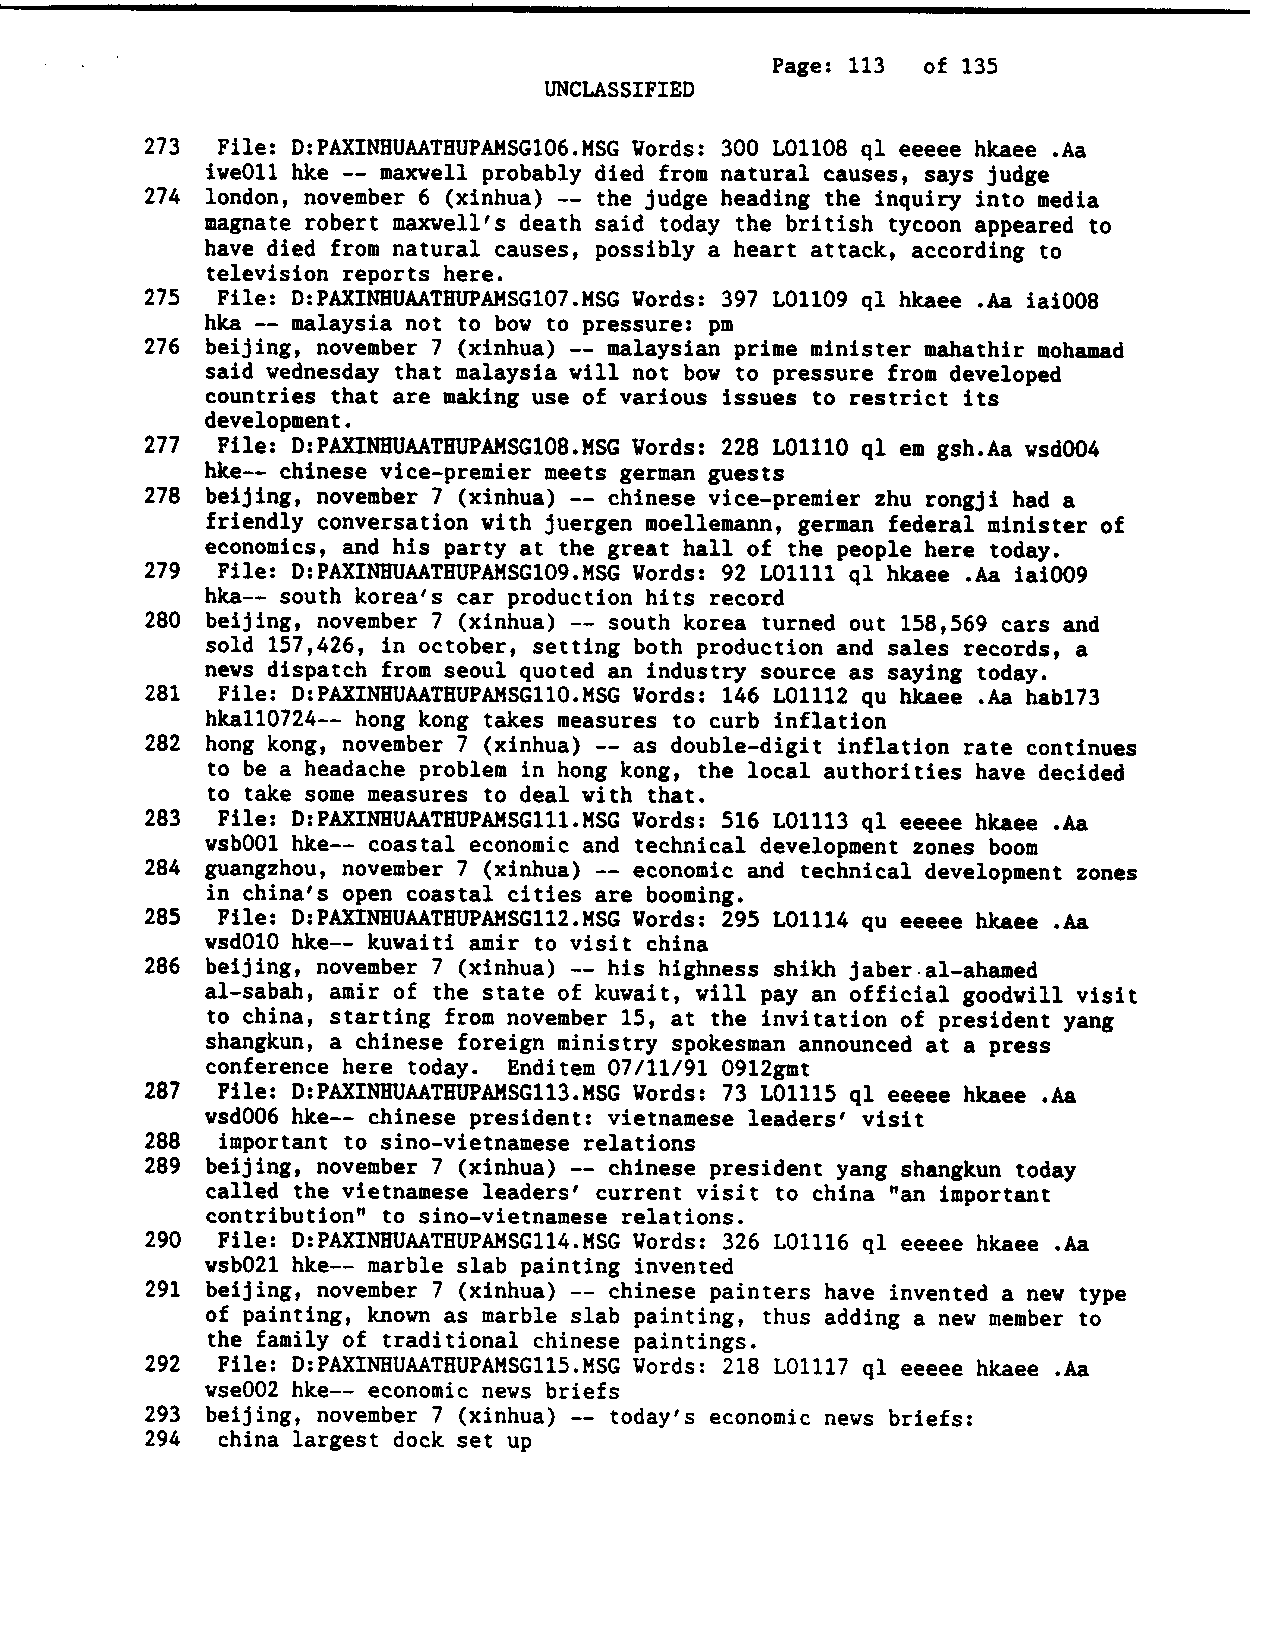 Page: 113 of 135
UNCLASSIFIED
273 File: D:PAXINHUAATHUPAMSG106.MSG Words: 300 L01108 ql eeeee hkaee .Aa
iwe011 hke -- maxwell probably died from natural causes, says judge
274 london, november 6 (xinhua) -- the judge heading the inquiry into media
magnate robert maxwell's death said today the british tycoon appeared to
have died from natural causes, possibly a heart attack, according to
television reports here.
275 File: D:PAXINHUAATHUPAMSG107.MSG Words: 397 L01109 ql hkaee .Aa iai008
hka -- malaysia not to bow to pressure: pm
276 beijing, november 7 (xinhua) -- malaysian prime minister mahathir mohamad
said wednesday that malaysia will not bow to pressure from developed
countries that are making use of various issues to restrict its
development.
277 File: D:PAXINHUAATHUPAMSG108.MSG Words: 228 L01110 ql em gsh.Aa wsd004
hke-- chinese vice-premier meets german guests
278 beijing, november 7 (xinhua) -- chinese vice-premier zhu rongji had a
friendly conversation with juergen moellemann, german federal minister of
economics, and his party at the great hall of the people here today.
279 File: D:PAXINHUAATHUPAMSG109.MSG Words: 92 L01111 ql hkaee .Aa iai009
hka-- south korea's car production hits record
280 beijing, november 7 (xinhua) -- south korea turned out 158,569 cars and
sold 157,426, in october, setting both production and sales records, a
news dispatch from seoul quoted an industry source as saying today.
281 File: D:PAXINHUAATHUPAMSG110.MSG Words: 146 L01112 qu hkaee .Aa hab173
hka110724-- hong kong takes measures to curb inflation
282 hong kong, november 7 (xinhua) -- as double-digit inflation rate continues
to be a headache problem in hong kong, the local authorities have decided
to take some measures to deal with that.
283 File: D:PAXINHUAATHUPAMSG111.MSG Words: 516 L01113 ql eeeee hkaee .Aa
wsb001 hke-- coastal economic and technical development zones boom
284 guangzhou, november 7 (xinhua) -- economic and technical development zones
in china's open coastal cities are booming.
285 File: D:PAXINHUAATHUPAMSG112.MSG Words: 295 L01114 qu eeeee hkaee .Aa
wsd010 hke-- kuwaiti amir to visit china
286 beijing, november 7 (xinhua) -- his highness shikh jaber al-ahamed
al-sabah, amir of the state of kuwait, will pay an official goodwill visit
to china, starting from november 15, at the invitation of president yang
shangkun, a chinese foreign ministry spokesman announced at a press
conference here today. Enditem 07/11/91 0912gmt
287 File: D:PAXINHUAATHUPAMSG113.MSG Words: 73 L01115 ql eeeee hkaee .Aa
wsd006 hke-- chinese president: vietnamese leaders' visit
288 important to sino-vietnamese relations
289 beijing, november 7 (xinhua) -- chinese president yang shangkun today
called the vietnamese leaders' current visit to china "an important
contribution" to sino-vietnamese relations.
290 File: D:PAXINHUAATHUPAMSG114.MSG Words: 326 L01116 ql eeeee hkaee .Aa
wsb021 hke-- marble slab painting invented
291 beijing, november 7 (xinhua) -- chinese painters have invented a new type
of painting, known as marble slab painting, thus adding a new member to
the family of traditional chinese paintings.
292 File: D:PAXINHUAATHUPAMSG115.MSG Words: 218 L01117 ql eeeee hkaee .Aa
wse002 hke-- economic news briefs
293 beijing, november 7 (xinhua) -- today's economic news briefs:
294 china largest dock set up